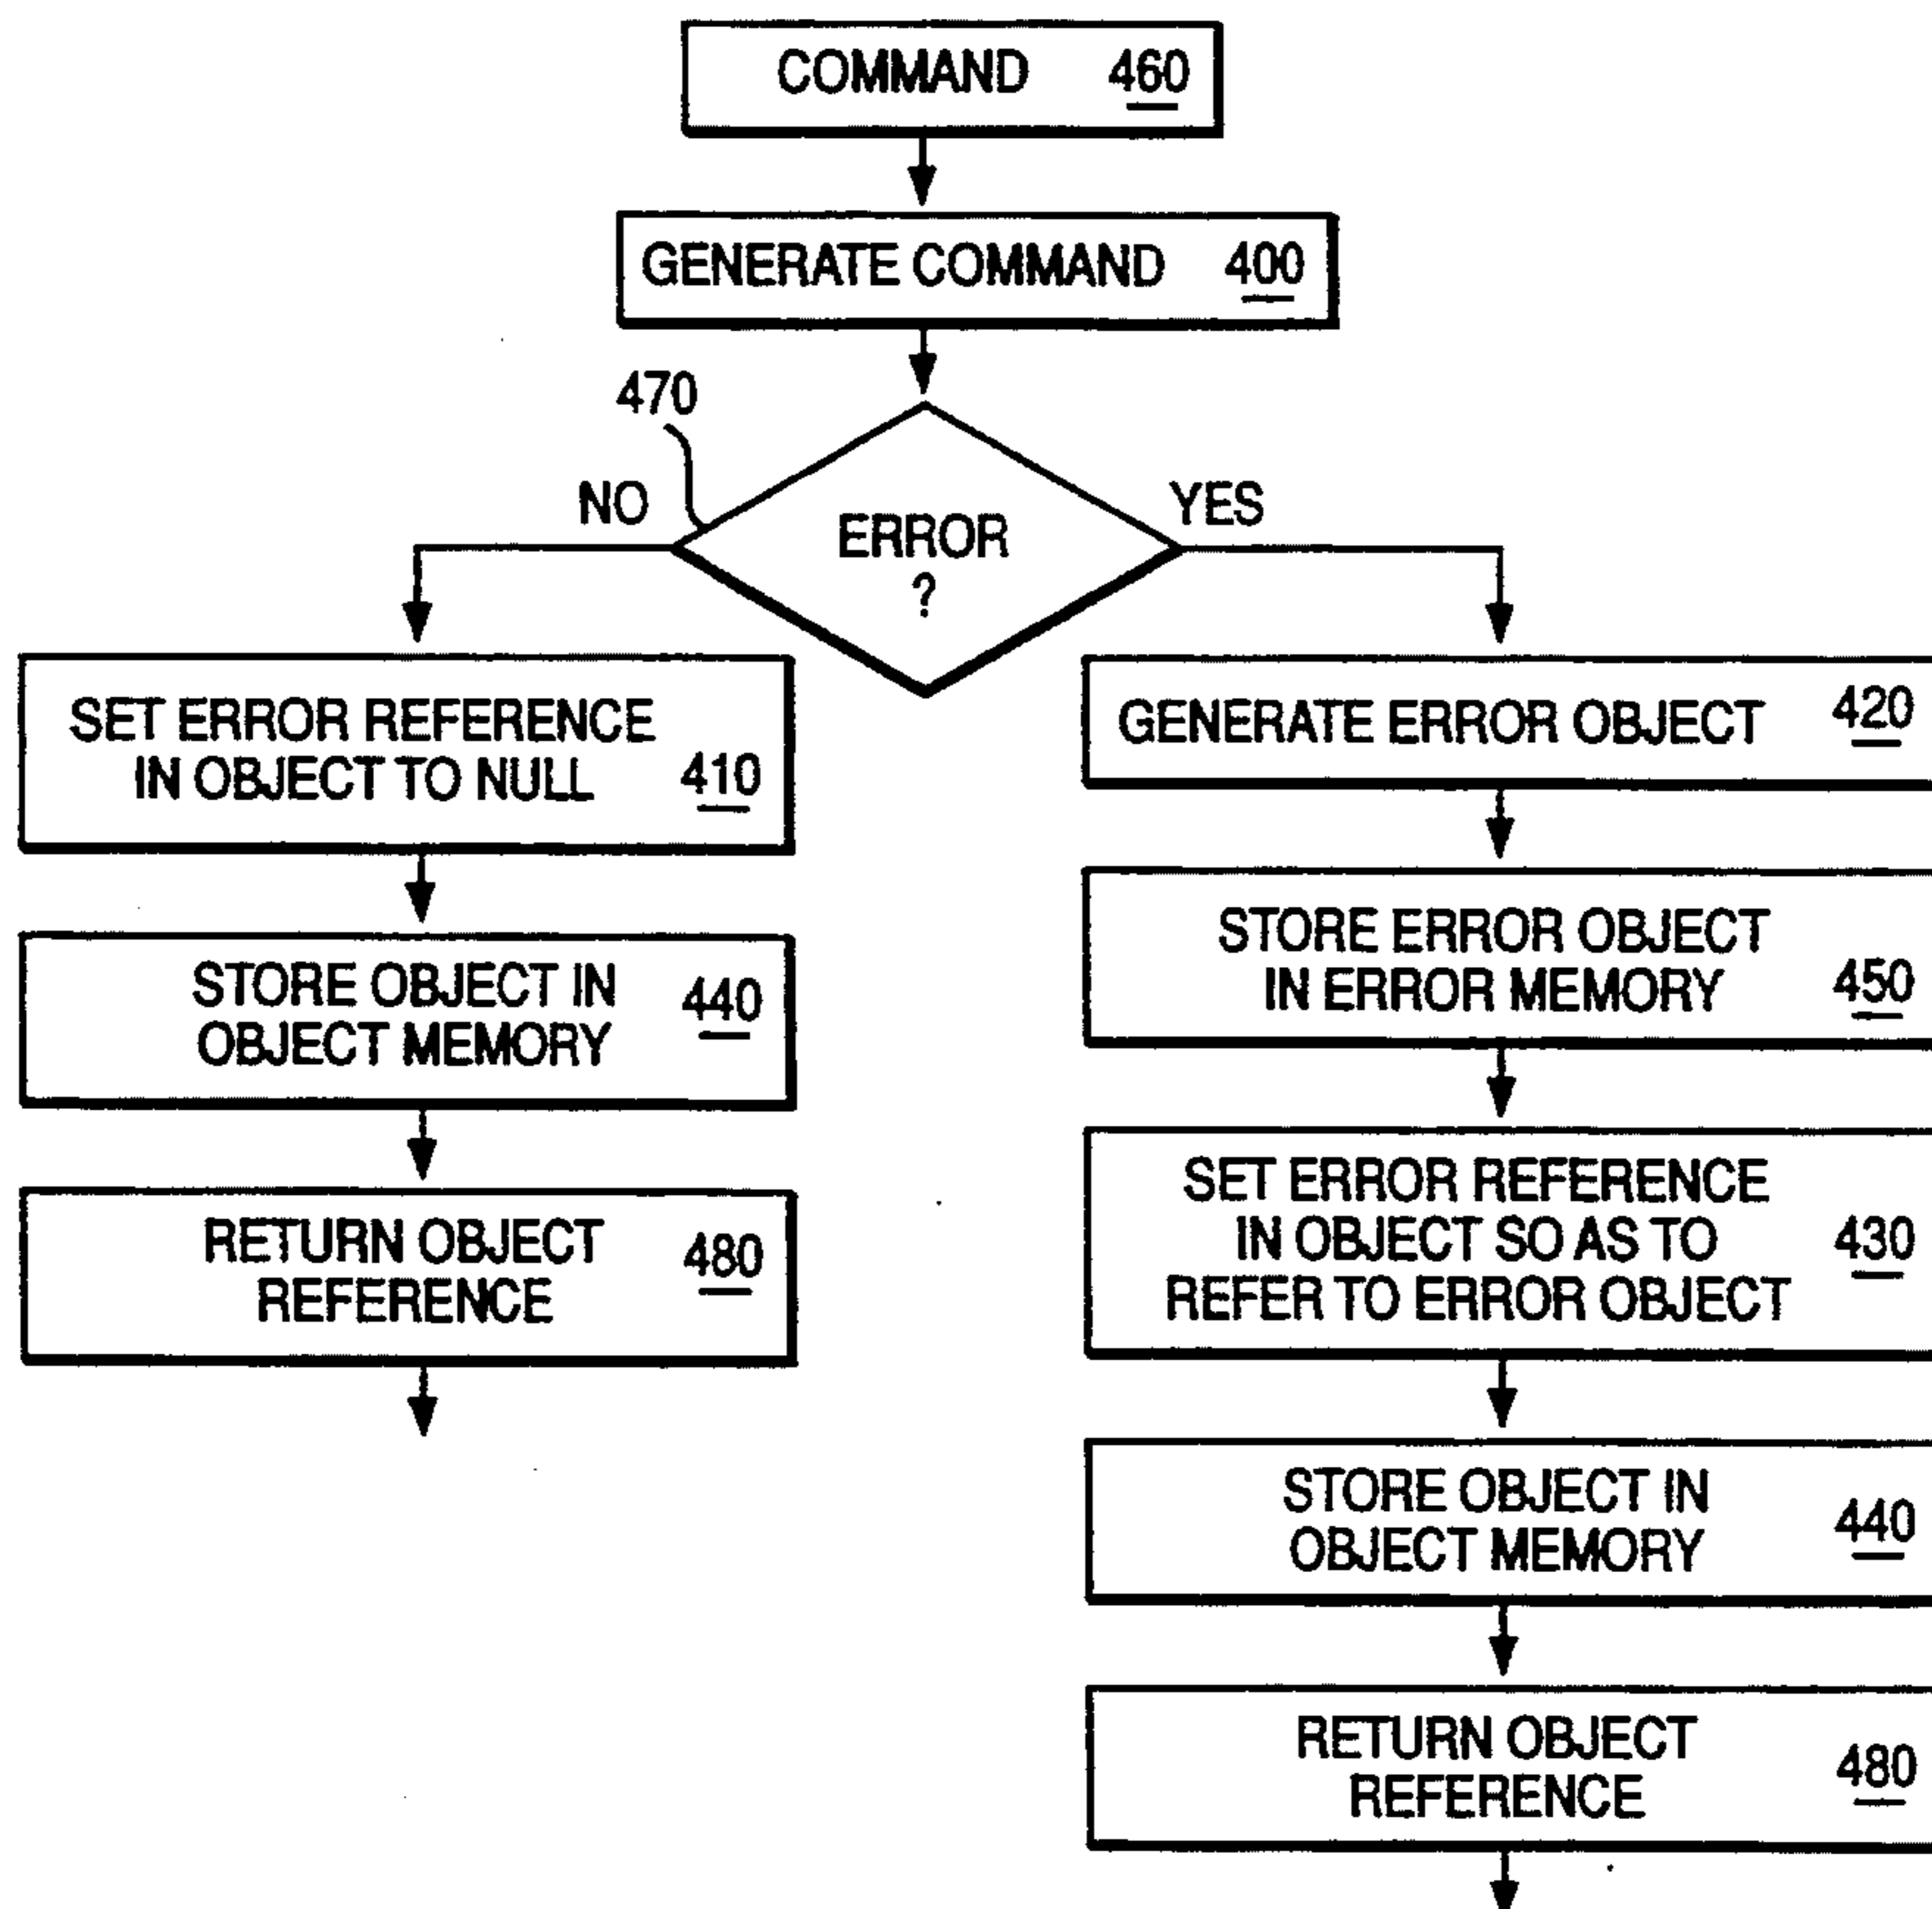 COMMAND 460
GENERATE COMMAND 400
470
NO
YES
ERROR
?
SET ERROR REFERENCE
IN OBJECT TO NULL 410
STORE OBJECT IN
OBJECT MEMORY 440
RETURN OBJECT
REFERENCE 480
GENERATE ERROR OBJECT 420
STORE ERROR OBJECT
IN ERROR MEMORY 450
SET ERROR REFERENCE
IN OBJECT SO AS TO 430
REFER TO ERROR OBJECT
STORE OBJECT IN
OBJECT MEMORY 440
RETURN OBJECT
REFERENCE 480